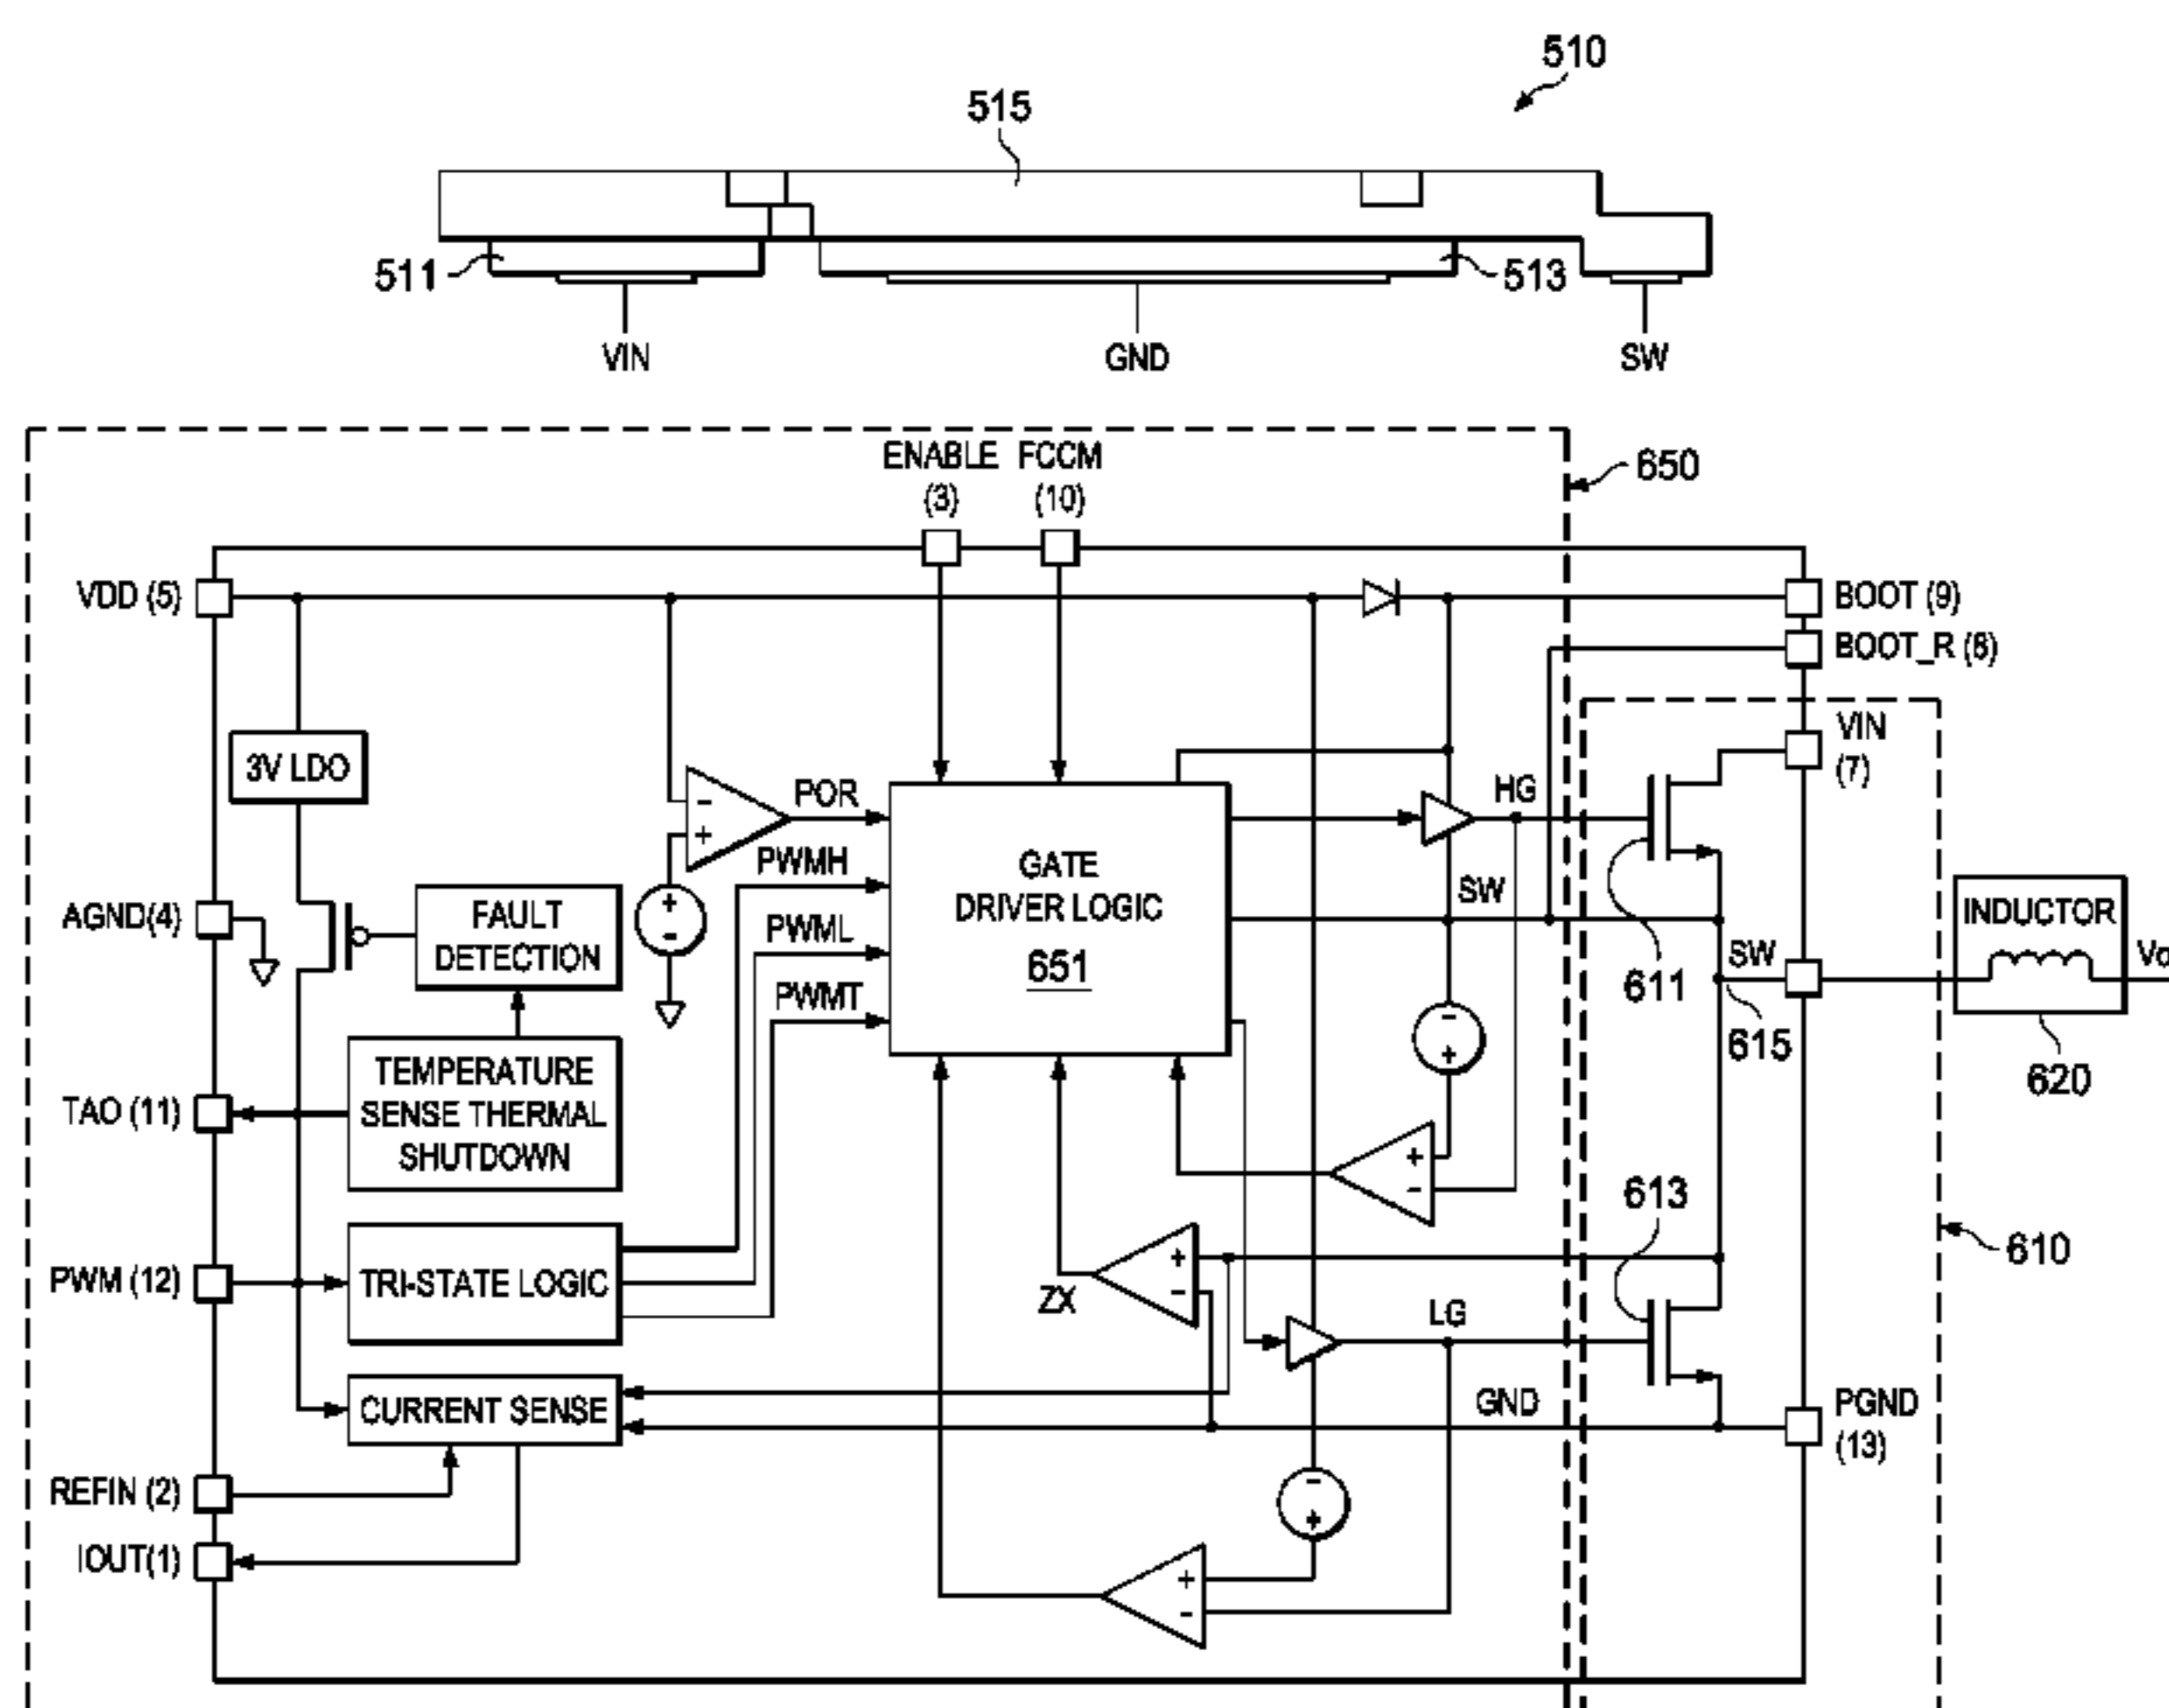 510
515
511
513
VIN
GND
SW
ENABLE
(3)
FCCM
(10)
650
VDD (5)
BOOT (9)
BOOT_R (8)
VIN
(7)
3V LDO
POR
HG
PWMH
GATE
DRIVER LOGIC
651
SW
AGND(4)
FAULT
DETECTION
PWML
PWMT
611
SW
615
INDUCTOR
620
TEMPERATURE
SENSE THERMAL
SHUTDOWN
TAO (11)
613
610
PWM (12)
TRI-STATE LOGIC
ZX
LG
CURRENT SENSE
GND
PGND
(13)
REFIN (2)
IOUT(1)